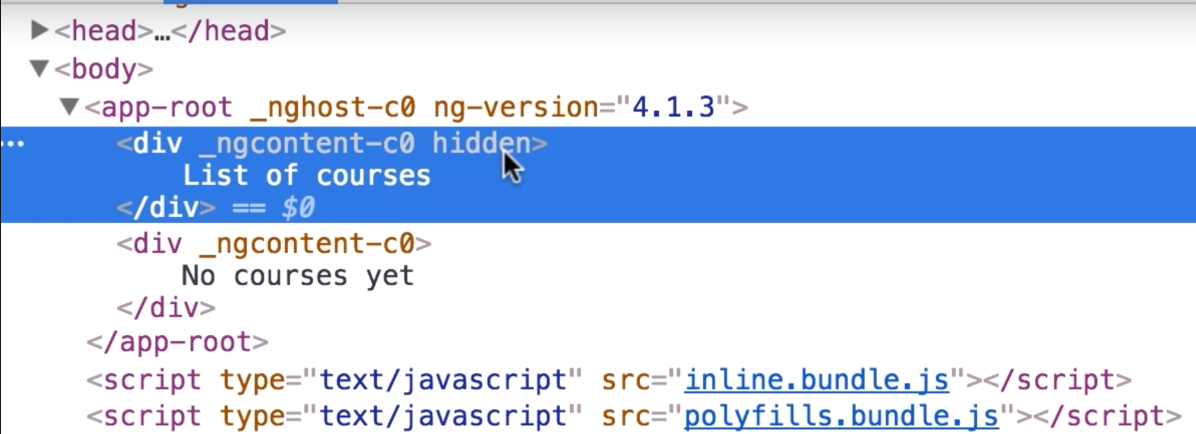 <head>…</head>
<body>
<app-root _nghost-c0 ng-version="4.1.3">
<div _ngcontent-c0 hidden>
List of courses
</div> == $0
<div _ngcontent-c0>
No courses yet
</div>
</app-root>
<script type="text/javascript" src="inline.bundle.js"></script>
<script type="text/javascript" src="polyfills.bundle.js"></script>